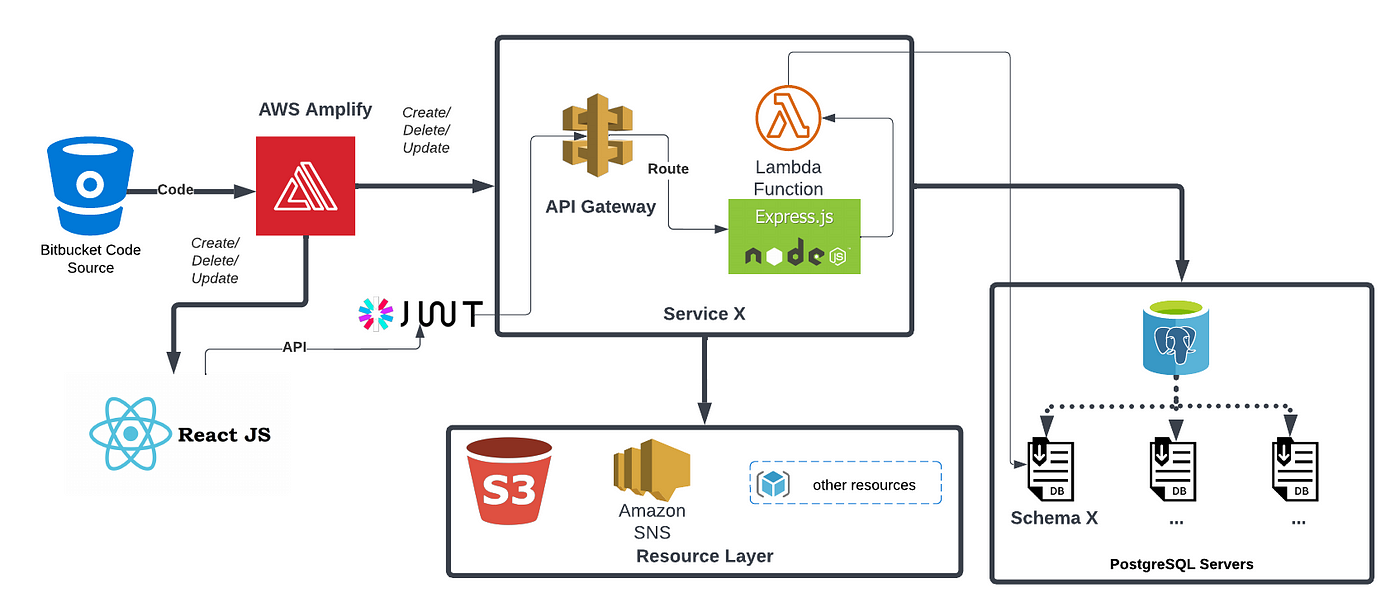 AWS Amplify
Create/
Delete/
Update
Code
Bitbucket Code
Source
Create/
Delete/
Update
API Gateway
Route
Lambda
Function
Express.js
node
JS
Service X
JWT
API
React JS
S3
Amazon
SNS
other resources
Resource Layer
DB
DB
DB
Schema X
...
...
PostgreSQL Servers